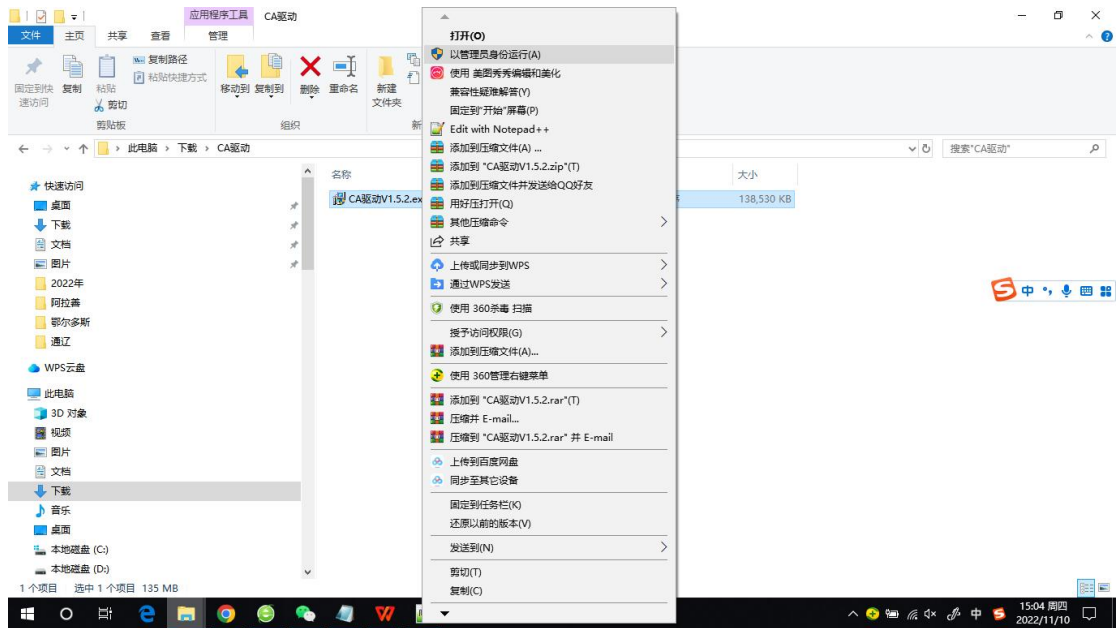 应用程序工具 CA驱动
文件 主页 共享 查看 管理
固定到快速访问
复制
粘贴
复制路径
粘贴快捷方式
剪切
移动到 复制到 删除 重命名
新建
文件夹
剪贴板 组织 新
此电脑 > 下载 > CA驱动
搜索"CA驱动"
名称 大小
CA驱动V1.5.2.ex 138,530 KB
快速访问
桌面
下载
文档
图片
2022年
阿拉善
鄂尔多斯
通辽
WPS云盘
此电脑
3D 对象
视频
图片
文档
下载
音乐
桌面
本地磁盘 (C:)
本地磁盘 (D:)
打开(O)
以管理员身份运行(A)
使用 美图秀秀编辑和美化
兼容性疑难解答(Y)
固定到"开始"屏幕(P)
Edit with Notepad++
添加到压缩文件(A) ...
添加到 "CA驱动V1.5.2.zip"(T)
添加到压缩文件并发送给QQ好友
用好压打开(Q)
其他压缩命令
共享
上传或同步到WPS
通过WPS发送
使用 360杀毒 扫描
授予访问权限(G)
添加到压缩文件(A)...
使用 360管理右键菜单
添加到 "CA驱动V1.5.2.rar"(T)
压缩并 E-mail...
压缩到 "CA驱动V1.5.2.rar" 并 E-mail
上传到百度网盘
同步至其它设备
固定到任务栏(K)
还原以前的版本(V)
发送到(N)
剪切(T)
复制(C)
中
1 个项目 选中 1 个项目 135 MB
中
15:04 周四
2022/11/10